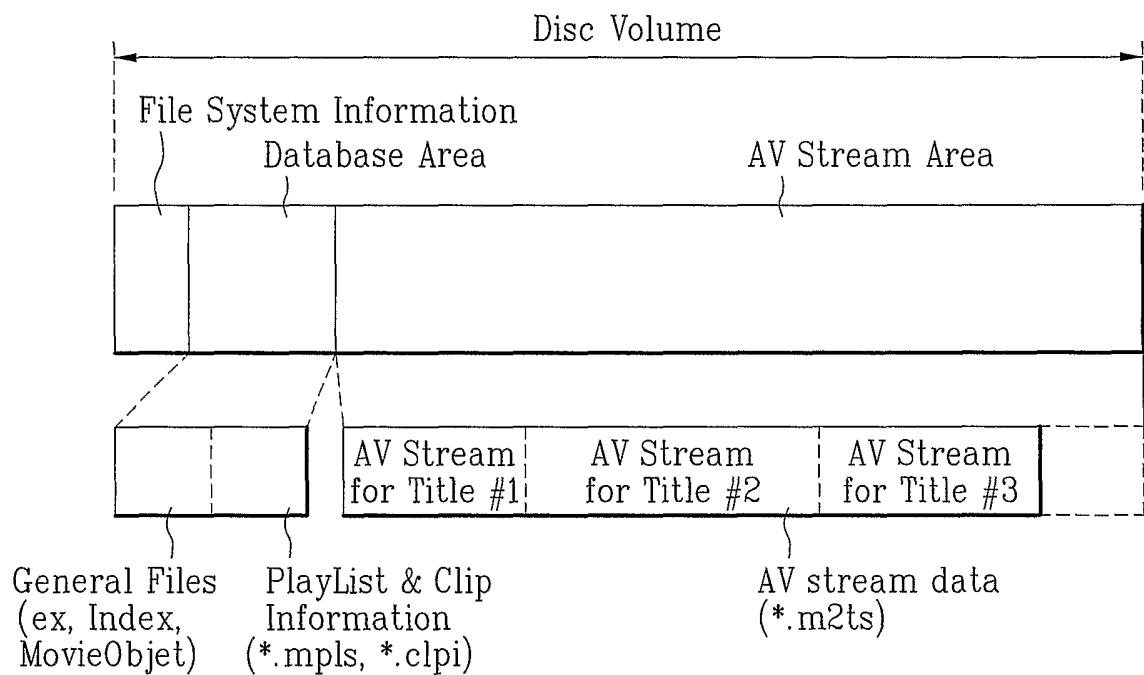 Disc Volume
File System Information
Database Area
AV Stream Area
AV Stream
for Title #1
AV Stream
for Title #2
AV Stream
for Title #3
General Files
(ex, Index,
MovieObjet)
PlayList & Clip
Information
(*.mpls, *.clpi)
AV stream data
(*.m2ts)